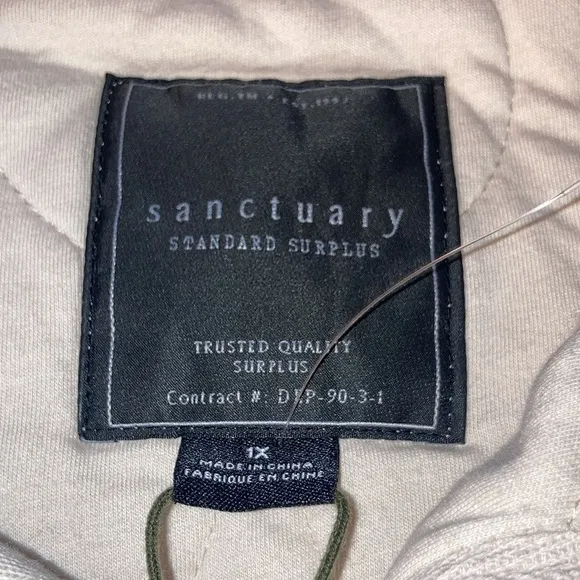 sanctuary
STANDARD SURPLUS
TRUSTED QUALITY
SURPLUS
Contract #: DEP-90-3-1
1X
MADE IN CHINA
FABRIQUE EN CHINE